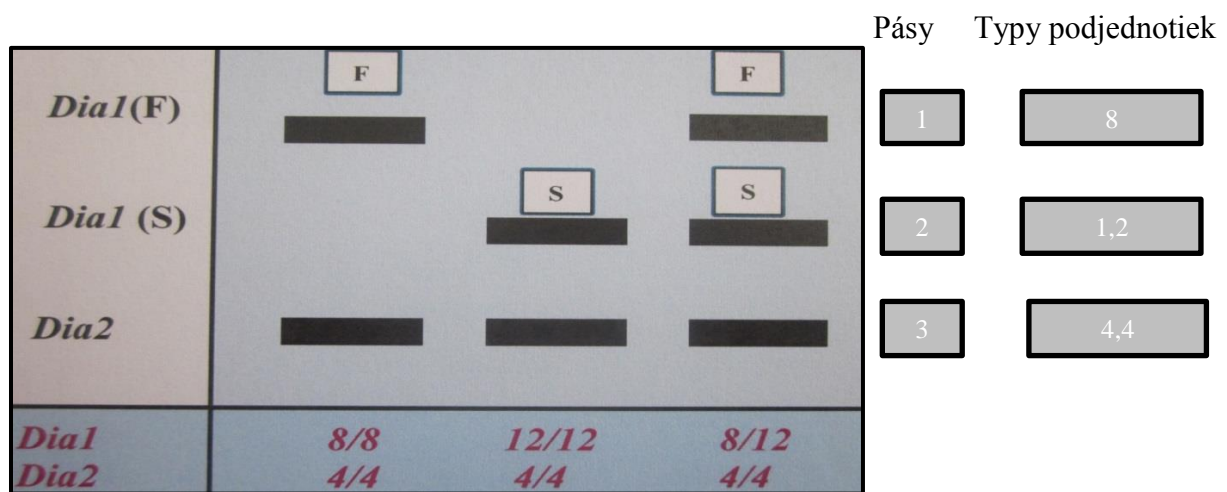 Pásy Typy podjednotiek
F F
Dia1(F) 1 8
S S
Dia1 (S) 2 1,2
Dia2 3 4,4
Dia1 8/8 12/12 8/12
Dia2 4/4 4/4 4/4